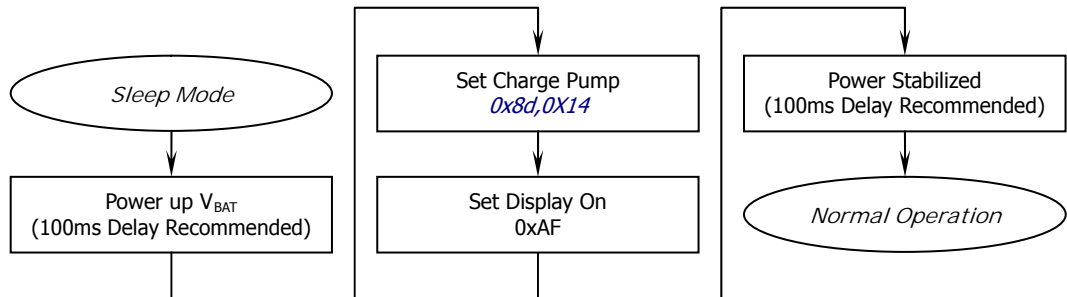 Sleep Mode
Power up VBAT
(100ms Delay Recommended)
Set Charge Pump
0x8d,0X14
Set Display On
0xAF
Power Stabilized
(100ms Delay Recommended)
Normal Operation